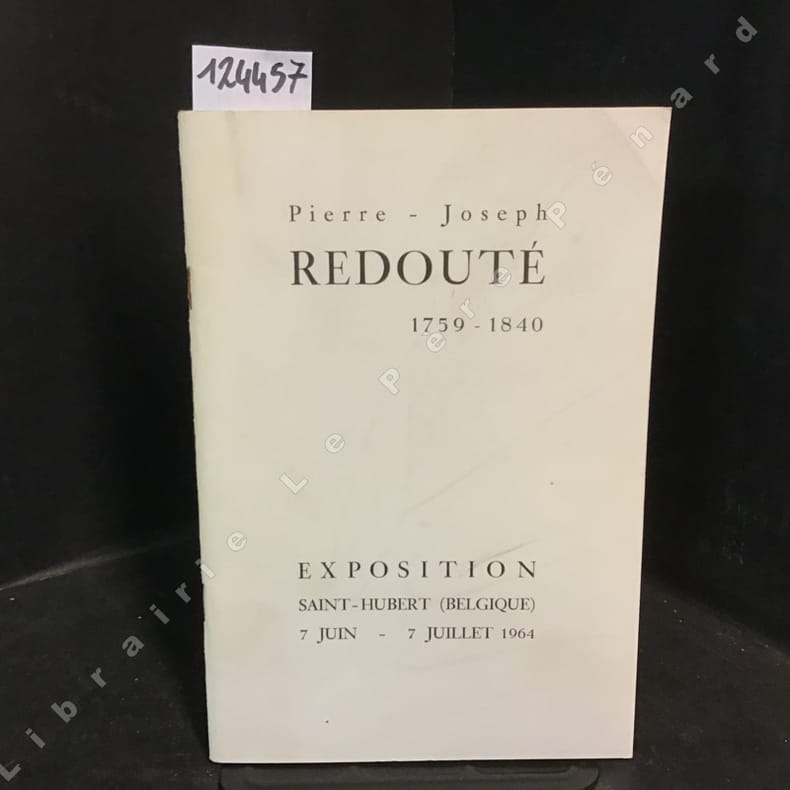 124457
Pierre - Joseph
REDOUTÉ
1759 - 1840
EXPOSITION
SAINT-HUBERT (BELGIQUE)
7 JUIN - 7 JUILLET 1964
Librairie Le Père Pénard